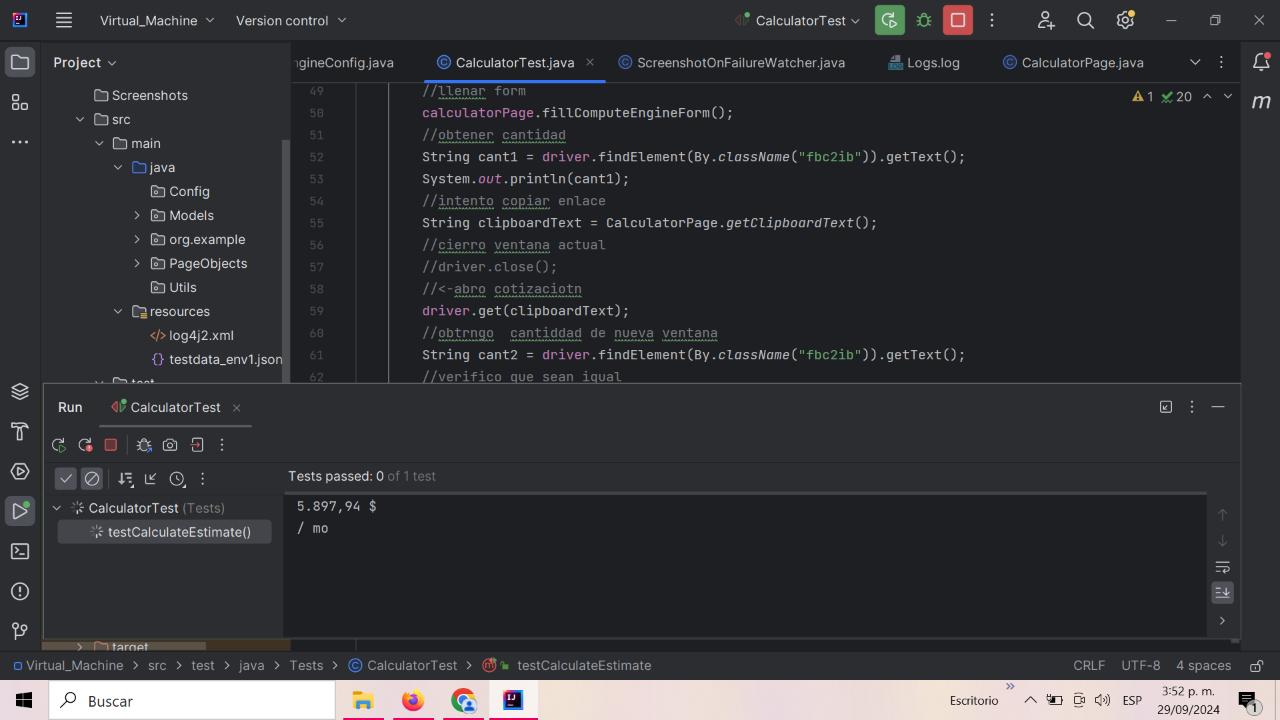 Virtual_Machine
Version control
CalculatorTest
Project
ngineConfig.java
CalculatorTest.java
ScreenshotOnFailureWatcher.java
Logs.log
CalculatorPage.java
Screenshots
src
main
java
Config
Models
org.example
PageObjects
Utils
resources
log4j2.xml
testdata_env1.json
test
1
20
49 //llenar form
50 calculatorPage.fillComputeEngineForm();
51 //obtener cantidad
52 String cant1 = driver.findElement(By.className("fbc2ib")).getText();
53 System.out.println(cant1);
54 //intento copiar enlace
55 String clipboardText = CalculatorPage.getClipboardText();
56 //cierro ventana actual
57 //driver.close();
58 //<-abro cotizaciotn
59 driver.get(clipboardText);
60 //obtrngo  cantiddad de nueva ventana
61 String cant2 = driver.findElement(By.className("fbc2ib")).getText();
62 //verifico que sean igual
Run
CalculatorTest
Tests passed: 0 of 1 test
CalculatorTest (Tests)
testCalculateEstimate()
5.897,94 $
/ mo
target
Virtual_Machine > src > test > java > Tests > CalculatorTest > testCalculateEstimate
CRLF
UTF-8
4 spaces
Buscar
Escritorio
ESP
3:52 p. m.
29/09/2024
1